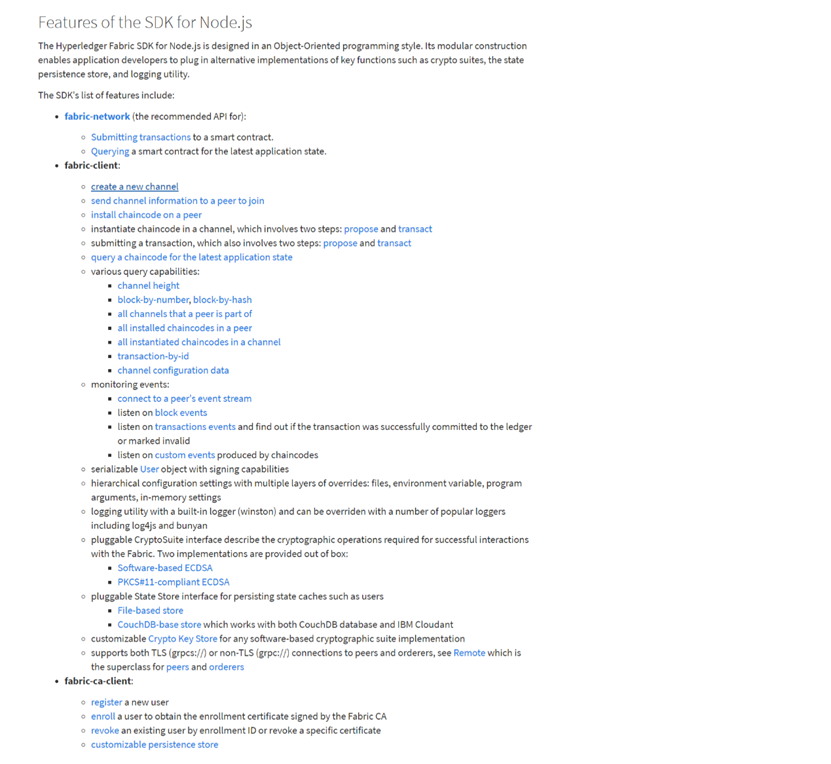 Features of the SDK for Node.js
The Hyperledger Fabric SDK for Node.js is designed in an Object-Oriented programming style. Its modular construction
enables application developers to plug in alternative implementations of key functions such as crypto suites, the state
persistence store, and logging utility.
The SDK's list of features include:
• fabric-network (the recommended API for):
◦ Submitting transactions to a smart contract.
◦ Querying a smart contract for the latest application state.
• fabric-client:
◦ create a new channel
◦ send channel information to a peer to join
◦ install chaincode on a peer
◦ instantiate chaincode in a channel, which involves two steps: propose and transact
◦ submitting a transaction, which also involves two steps: propose and transact
◦ query a chaincode for the latest application state
◦ various query capabilities:
▪ channel height
▪ block-by-number, block-by-hash
▪ all channels that a peer is part of
▪ all installed chaincodes in a peer
▪ all instantiated chaincodes in a channel
▪ transaction-by-id
▪ channel configuration data
◦ monitoring events:
▪ connect to a peer's event stream
▪ listen on block events
▪ listen on transactions events and find out if the transaction was successfully committed to the ledger
or marked invalid
▪ listen on custom events produced by chaincodes
◦ serializable User object with signing capabilities
◦ hierarchical configuration settings with multiple layers of overrides: files, environment variable, program
arguments, in-memory settings
◦ logging utility with a built-in logger (winston) and can be overriden with a number of popular loggers
including log4js and bunyan
◦ pluggable CryptoSuite interface describe the cryptographic operations required for successful interactions
with the Fabric. Two implementations are provided out of box:
▪ Software-based ECDSA
▪ PKCS#11-compliant ECDSA
◦ pluggable State Store interface for persisting state caches such as users
▪ File-based store
▪ CouchDB-base store which works with both CouchDB database and IBM Cloudant
◦ customizable Crypto Key Store for any software-based cryptographic suite implementation
◦ supports both TLS (grpcs://) or non-TLS (grpc://) connections to peers and orderers, see Remote which is
the superclass for peers and orderers
• fabric-ca-client:
◦ register a new user
◦ enroll a user to obtain the enrollment certificate signed by the Fabric CA
◦ revoke an existing user by enrollment ID or revoke a specific certificate
◦ customizable persistence store